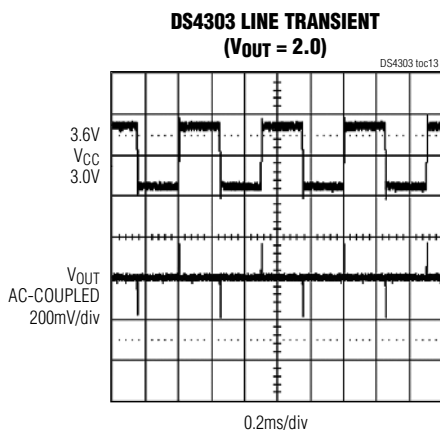 DS4303 LINE TRANSIENT
(VOUT = 2.0)
DS4303 toc13
3.6V
VCC
3.0V
VOUT
AC-COUPLED
200mV/div
0.2ms/div